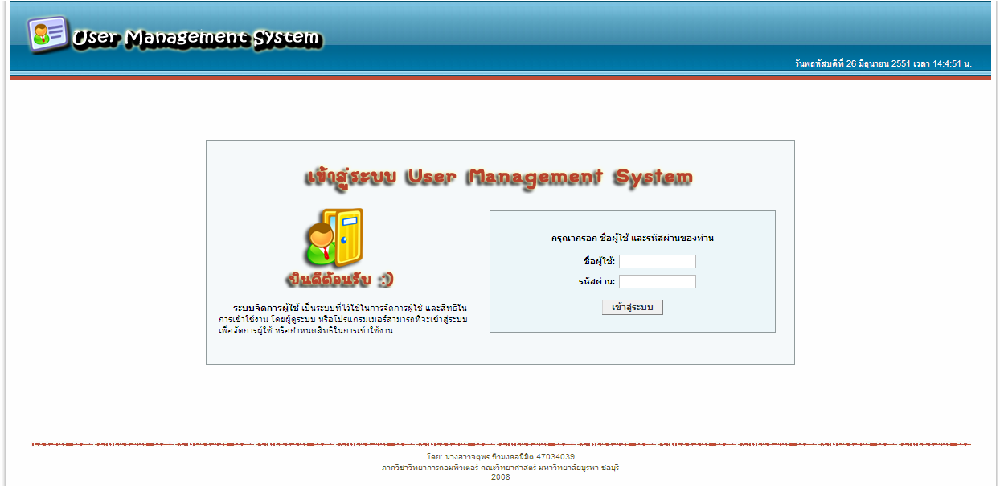 User Management System
วันพฤหัสบดีที่ 26 มิถุนายน 2551 เวลา 14:4:51 น.
เข้าสู่ระบบ User Management System
ยินดีต้อนรับ :)
กรุณากรอก ชื่อผู้ใช้ และรหัสผ่านของท่าน
ชื่อผู้ใช้:
รหัสผ่าน:
เข้าสู่ระบบ
ระบบจัดการผู้ใช้ เป็นระบบที่ไว้ใช้ในการจัดการผู้ใช้ และสิทธิใน
การเข้าใช้งาน โดยผู้ดูระบบ หรือโปรแกรมเมอร์สามารถที่จะเข้าสู่ระบบ
เพื่อจัดการผู้ใช้ หรือกำหนดสิทธิในการเข้าใช้งาน
โดย: นางสาวจตุพร ชิวมงคลนิมิต 47034039
ภาควิชาวิทยาการคอมพิวเตอร์ คณะวิทยาศาสตร์ มหาวิทยาลัยบูรพา ชลบุรี
2008